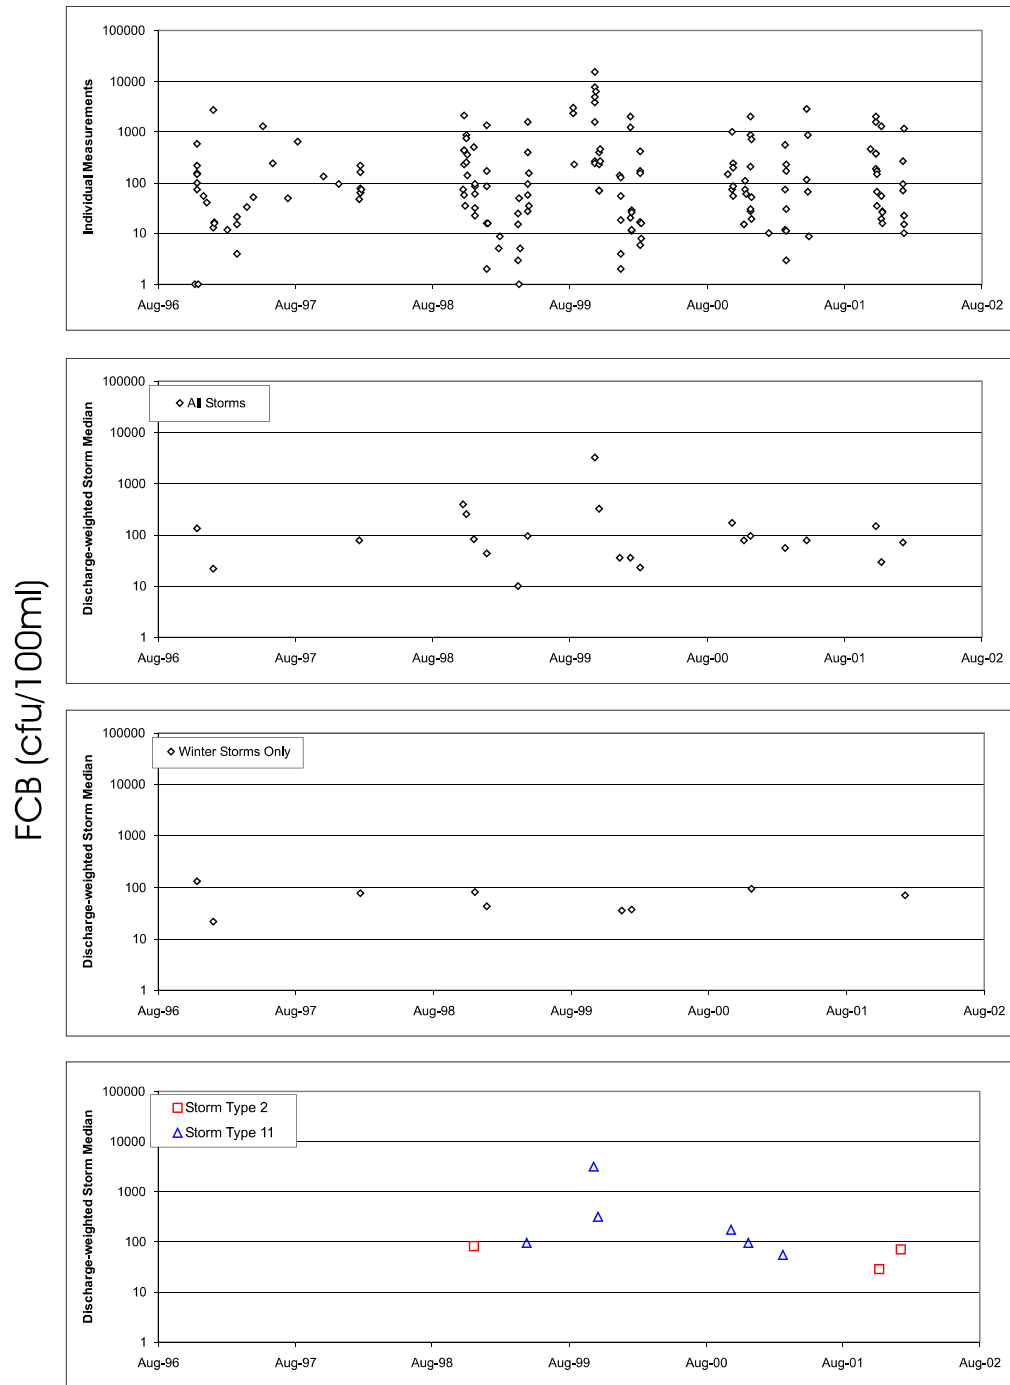 FCB (cfu/100ml)
Individual Measurements
100000
10000
1000
100
10
1
Aug-96 Aug-97 Aug-98 Aug-99 Aug-00 Aug-01 Aug-02
Discharge-weighted Storm Median
100000
10000
1000
100
10
1
All Storms
Aug-96 Aug-97 Aug-98 Aug-99 Aug-00 Aug-01 Aug-02
Discharge-weighted Storm Median
100000
10000
1000
100
10
1
Winter Storms Only
Aug-96 Aug-97 Aug-98 Aug-99 Aug-00 Aug-01 Aug-02
Discharge-weighted Storm Median
100000
10000
1000
100
10
1
Storm Type 2
Storm Type 11
Aug-96 Aug-97 Aug-98 Aug-99 Aug-00 Aug-01 Aug-02